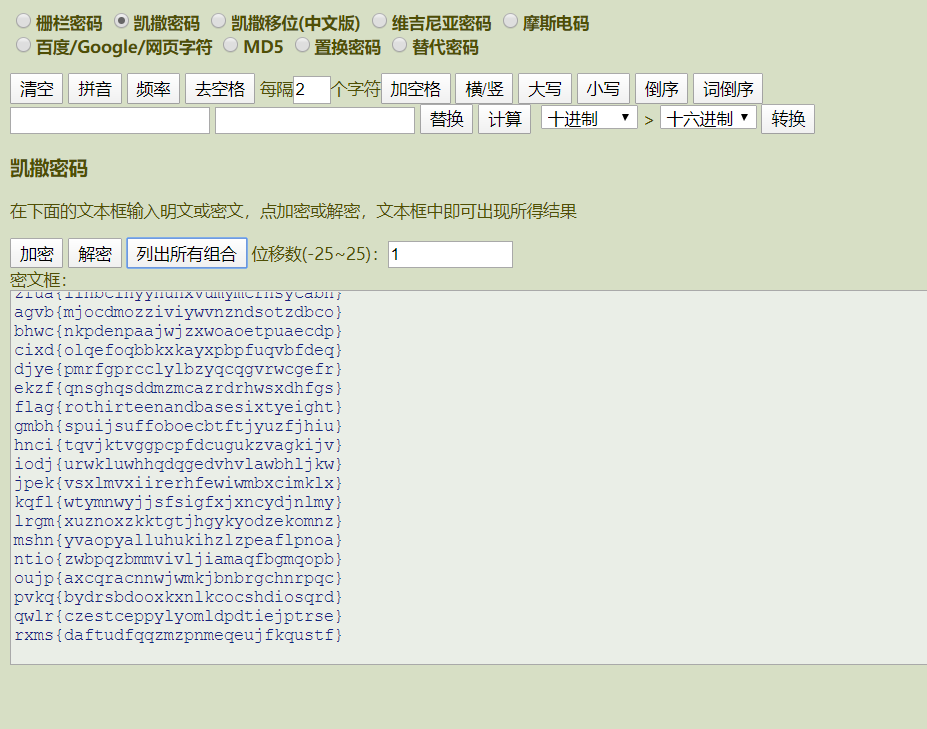 栅栏密码 凯撒密码 凯撒移位(中文版) 维吉尼亚密码 摩斯电码
百度/Google/网页字符 MD5 置换密码 替代密码
清空 拼音 频率 去空格 每隔2个字符 加空格 横/竖 大写 小写 倒序 词倒序
替换 计算 十进制 > 十六进制 转换
凯撒密码
在下面的文本框输入明文或密文，点加密或解密，文本框中即可出现所得结果
加密 解密 列出所有组合 位移数(-25~25)： 1
密文框：
agvb{mjocdmozziviywvnzndsotzdbco}
bhwc{nkpdenpaajwjzxwoaoetpuaecdp}
cixd{olqefoqbbkxkayxpbpfuqvbfdeq}
djye{pmrfgprcclylbzyqcqgvrwcgefr}
ekzf{qnsghqsddmzmcazrdrhwsxdhfgs}
flag{rothirteenandbasesixtyeight}
gmbh{spuijsuffoboecbtftjyuzfjhiu}
hnci{tqvjktvggpcpfdcugukzvagkijv}
iodj{urwkluwhhqdqgedvhvlawbhljkw}
jpek{vsxlmvxiirerhfewiwmbxcimklx}
kqfl{wtymnwyjjsfsigfxjxncydjnlmy}
lrgm{xuznoxzkktgtjhgykyodzekomnz}
mshn{yvaopyalluhukihzlzpeaflpnoa}
ntio{zwbpqzbmmvivljiamaqfbgmqopb}
oujp{axcqracnnwjwmkjbnbrgchnrpqc}
pvkq{bydrsbdooxkxnlkcocshdiosqrd}
qwlr{czestceppylyomldpdtiejptrse}
rxms{daftudfqqzmzpnmeqeujfkqustf}